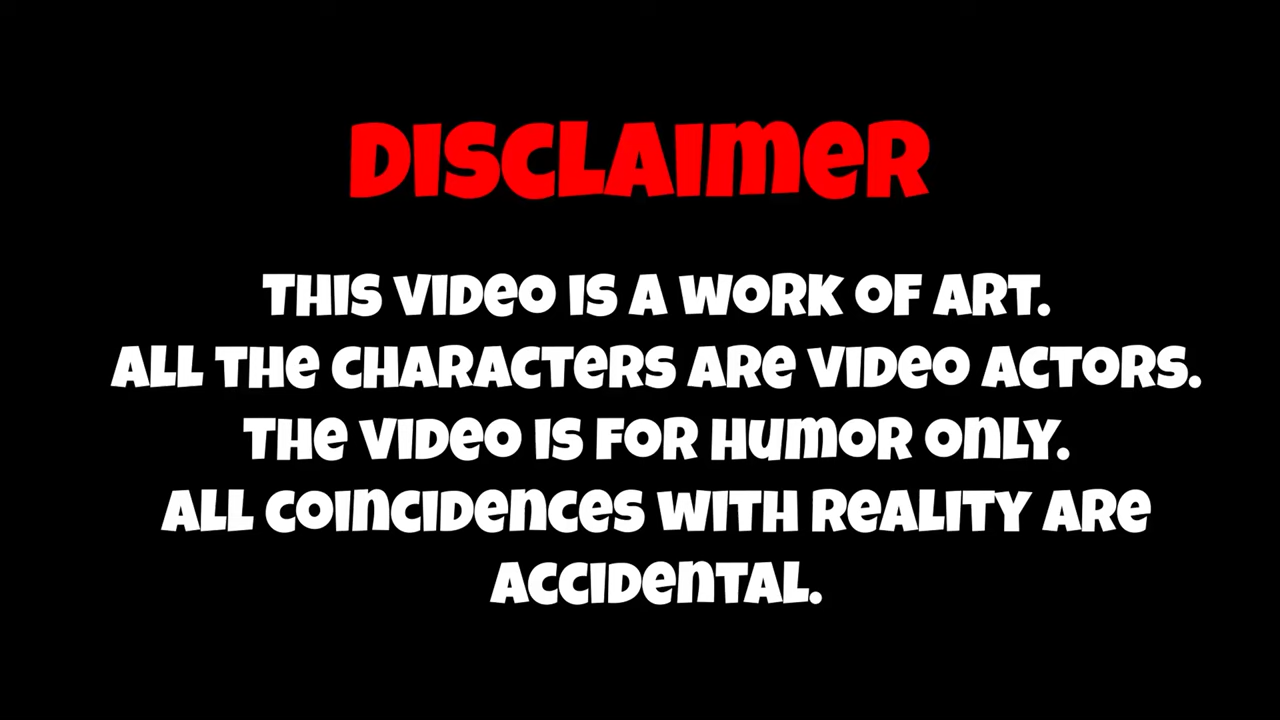 DISCLAIMER
THIS VIDEO IS A WORK OF ART.
ALL THE CHARACTERS ARE VIDEO ACTORS.
THE VIDEO IS FOR HUMOR ONLY.
ALL COINCIDENCES WITH REALITY ARE
ACCIDENTAL.